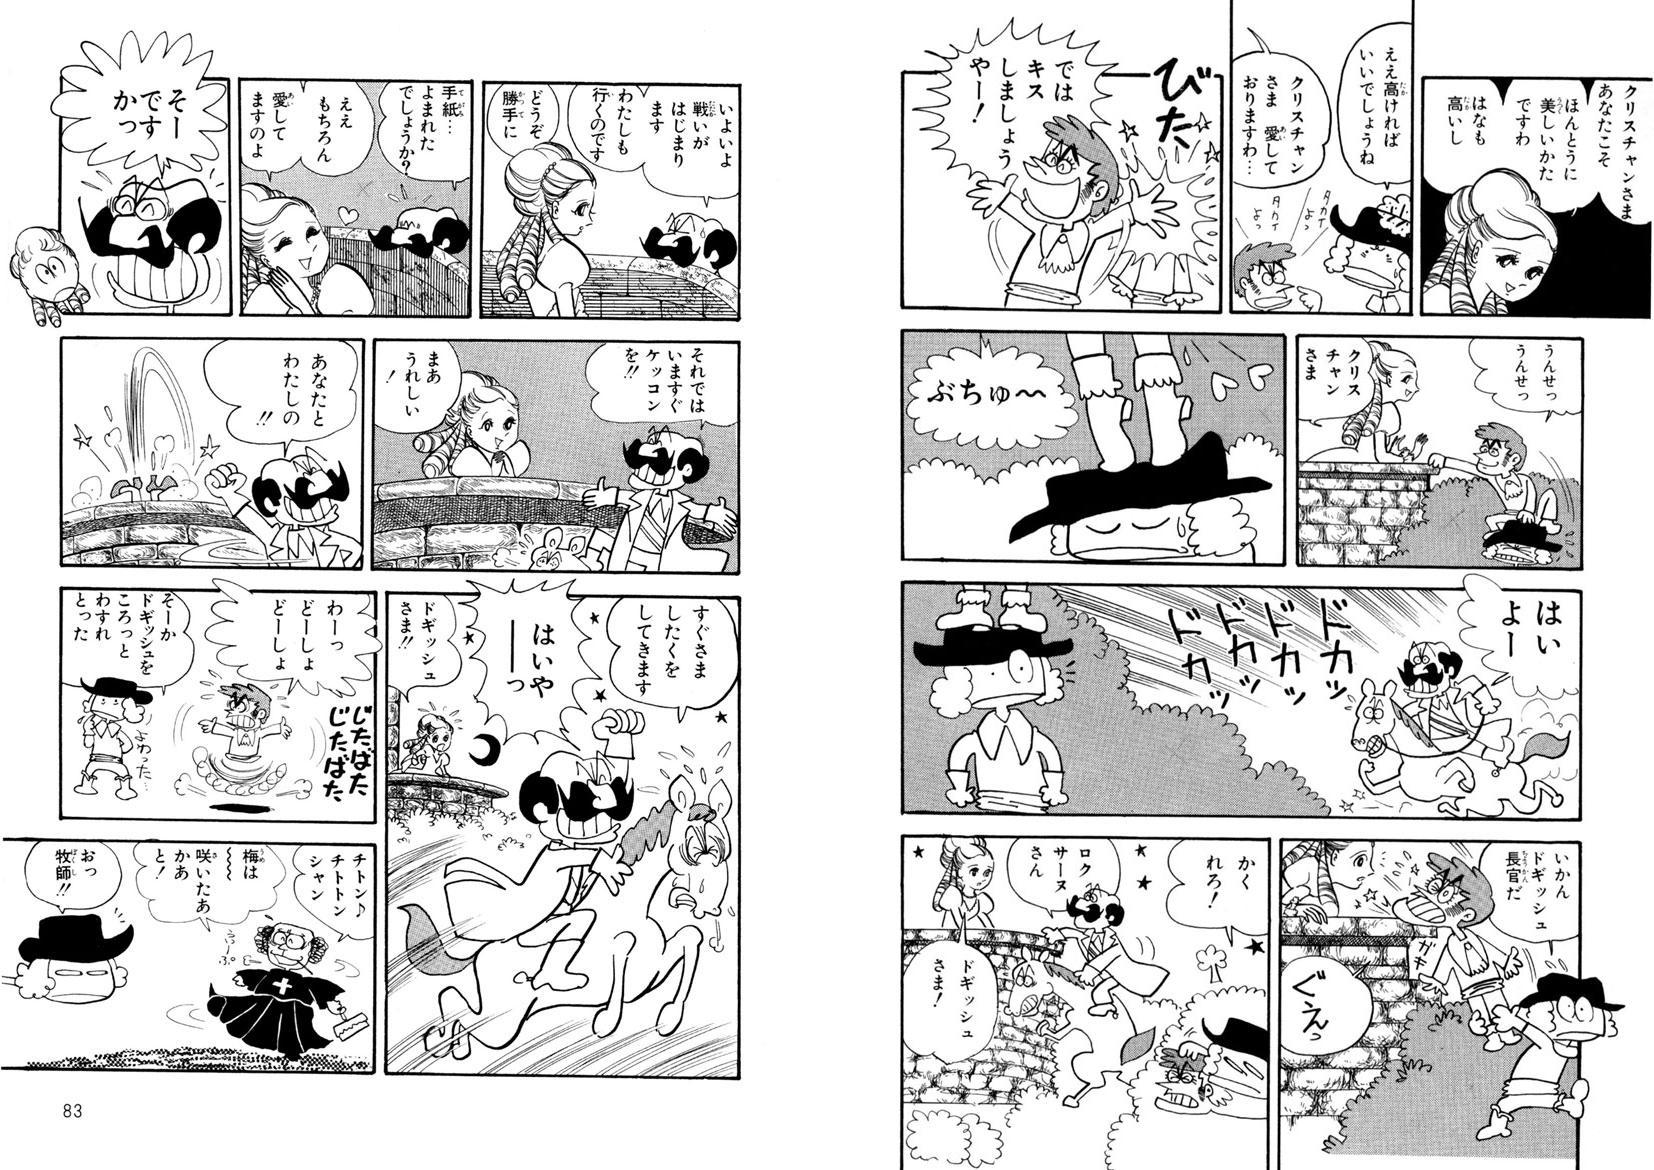 クリスチャンさま
あなたこそ
ほんとうに
美しいかた
ですわ
はなも
高いし
ええ高ければ
いいでしょうね
クリスチャン
さま 愛して
おりますわ…
タカイ
よっ
タカイ
よっ
びたっ
では
キス
しましょう
やー!
うんせっ
うんせっ
クリス
チャン
さま
ぶちゅ〜
はい
よー
ドカッ
ドカッ
ドカッ
ドカッ
いかん
ドギッシュ
長官だ
ガキ
ぐえっ
かく
れろ!
ロク
サーヌ
さん
ドギッシュ
さま!
いよいよ
戦いが
はじまり
ます
わたしも
行くのです
どうぞ
勝手に
手紙…
よまれた
でしょうか?
ええ
もちろん
愛して
ますのよ
そー
です
かっ
それでは
いますぐ
ケッコン
を!!
まあ
うれしい
!
あなたと
わたしの
!!
すぐさま
したくを
してきます
はいや
――っ
ドギッシュ
さま!!
わーっ
どーしょ
どーしょ
じたばた
じたばた
そーか
ドギッシュを
ころっと
わすれ
とった
よわった…
チトン♪
チトトン
シャン
梅は
咲いたあ
かあ
と!
うぃーぷ。
おっ
牧師!!
83